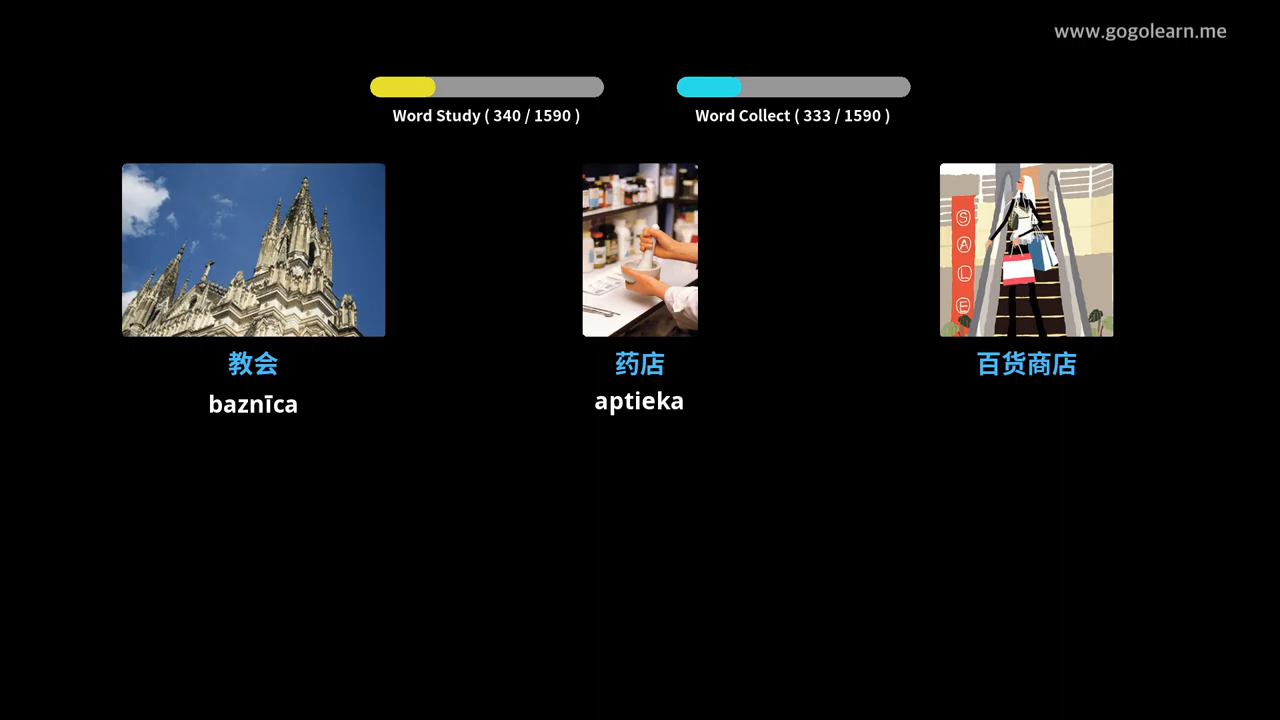 www.gogolearn.me
Word Study ( 340 / 1590 )
Word Collect ( 333 / 1590 )
SALE
教会
药店
百货商店
baznīca
aptieka